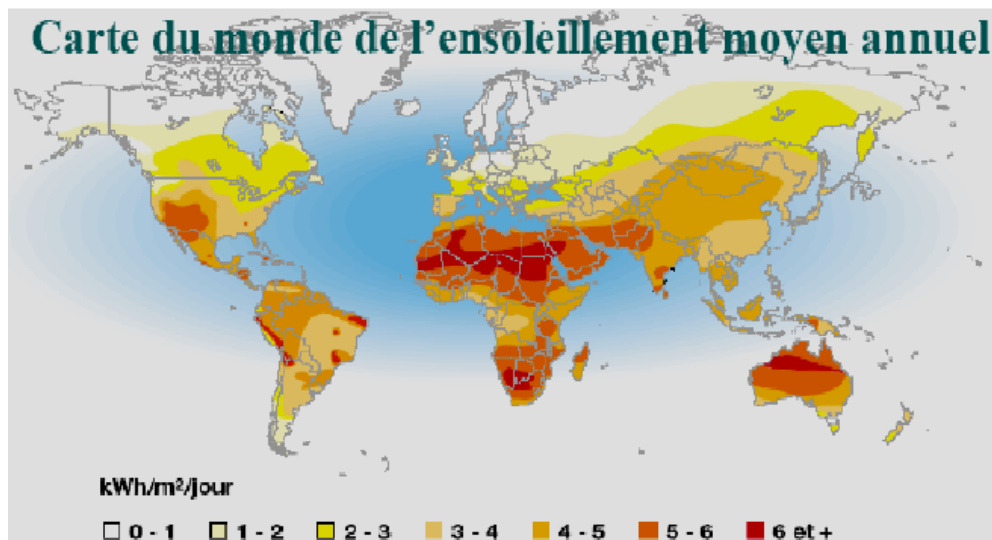 Carte du monde de l'ensoleillement moyen annuel
kWh/m²/jour
0 - 1 1 - 2 2 - 3 3 - 4 4 - 5 5 - 6 6 et +